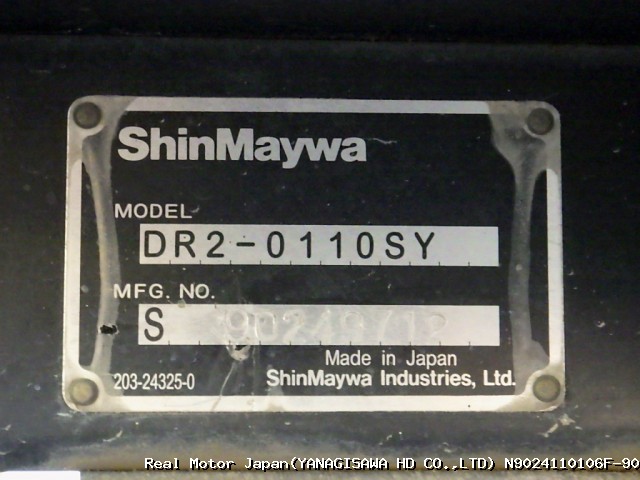 ShinMaywa
MODEL
DR2-0110SY
MFG. NO.
S
Made in Japan
203-24325-0 ShinMaywa Industries, Ltd.
Real Motor Japan(YANAGISAWA HD CO.,LTD) N9024110106F-90